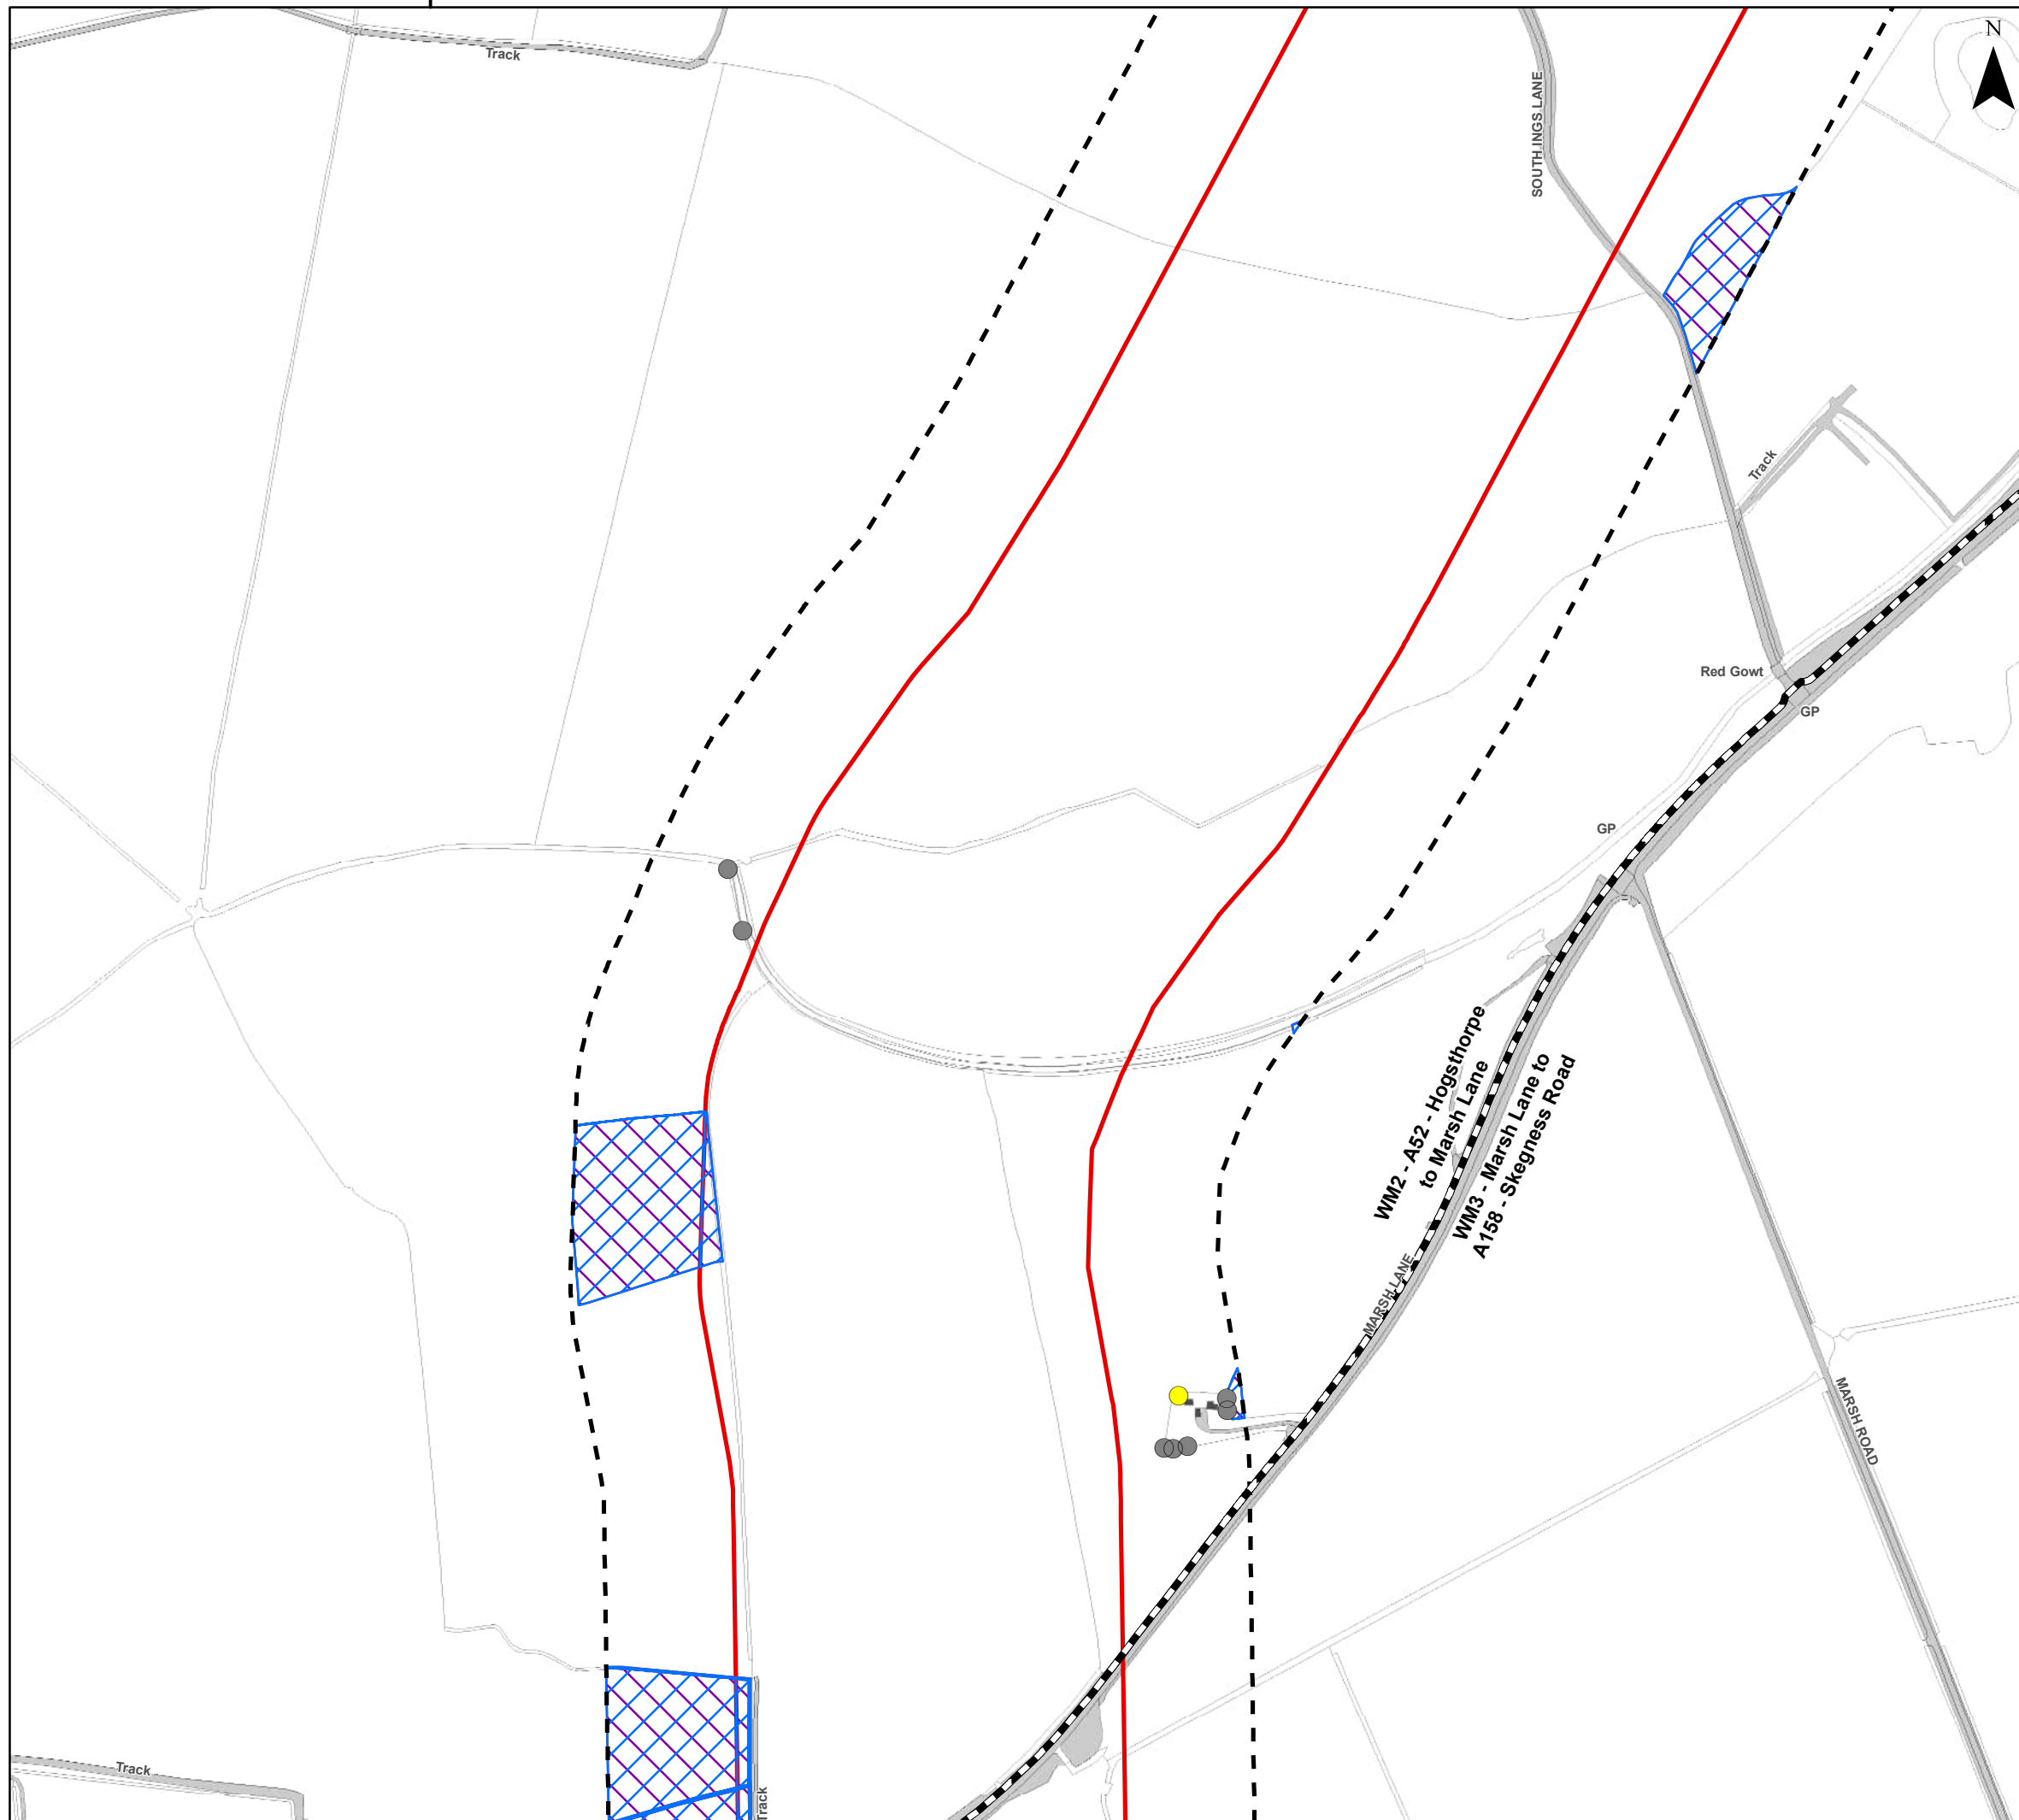 Track
N
SOUTH INGS LANE
Track
Red Gowt
GP
GP
WM2 - A52 - Hogsthorpe
to Marsh Lane
WM3 - Marsh Lane to
A158 - Skegness Road
MARSH LANE
MARSH ROAD
Track
Track